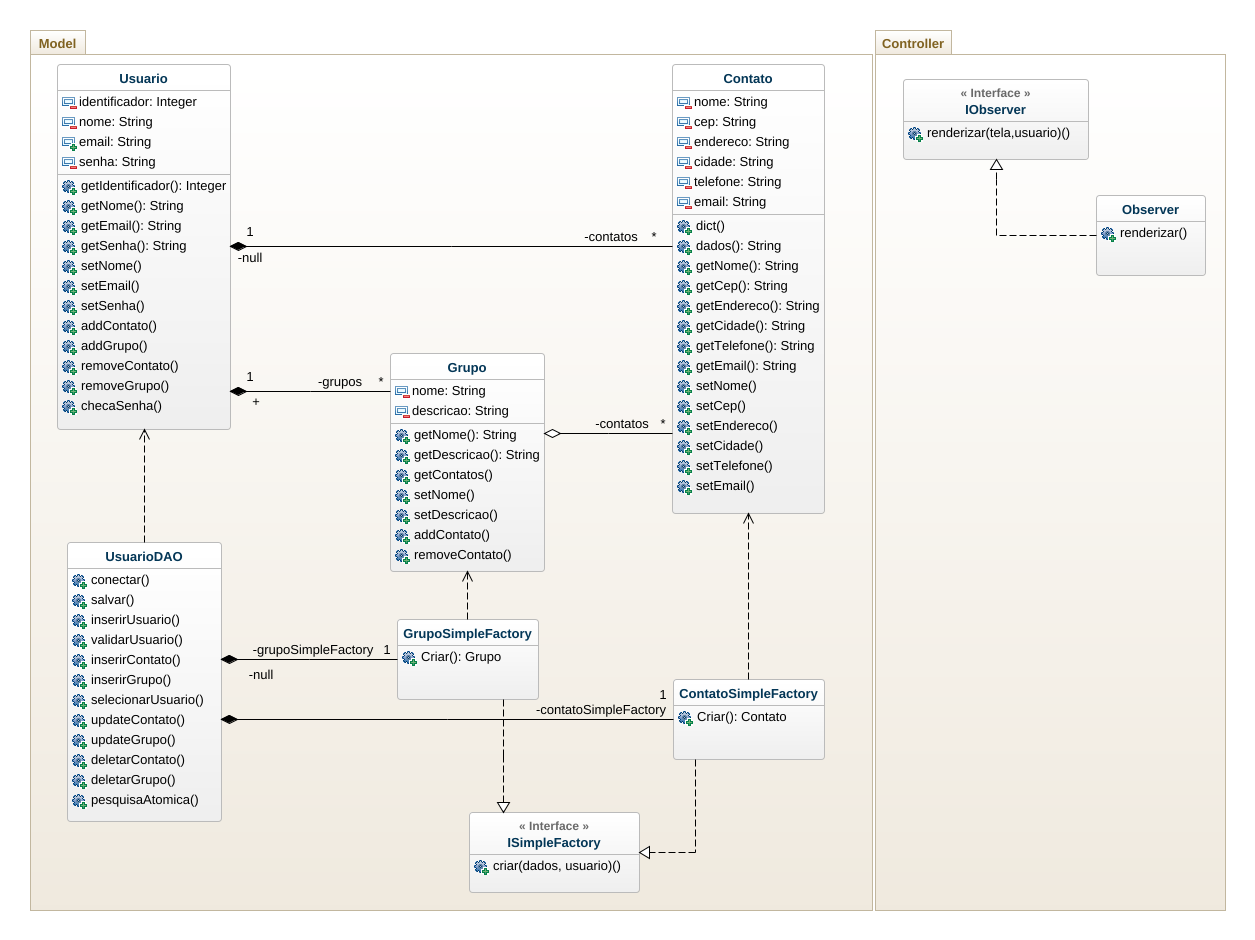 Model
Controller
Usuario
identificador: Integer
nome: String
email: String
senha: String
getIdentificador(): Integer
getNome(): String
getEmail(): String
getSenha(): String
setNome()
setEmail()
setSenha()
addContato()
addGrupo()
removeContato()
removeGrupo()
checaSenha()
1
-null
-contatos *
Contato
nome: String
cep: String
endereco: String
cidade: String
telefone: String
email: String
dict()
dados(): String
getNome(): String
getCep(): String
getEndereco(): String
getCidade(): String
getTelefone(): String
getEmail(): String
setNome()
setCep()
setEndereco()
setCidade()
setTelefone()
setEmail()
« Interface »
IObserver
renderizar(tela,usuario)()
Observer
renderizar()
1
+
-grupos *
Grupo
nome: String
descricao: String
getNome(): String
getDescricao(): String
getContatos()
setNome()
setDescricao()
addContato()
removeContato()
-contatos *
UsuarioDAO
conectar()
salvar()
inserirUsuario()
validarUsuario()
inserirContato()
inserirGrupo()
selecionarUsuario()
updateContato()
updateGrupo()
deletarContato()
deletarGrupo()
pesquisaAtomica()
-grupoSimpleFactory 1
-null
GrupoSimpleFactory
Criar(): Grupo
1
-contatoSimpleFactory
ContatoSimpleFactory
Criar(): Contato
« Interface »
ISimpleFactory
criar(dados, usuario)()